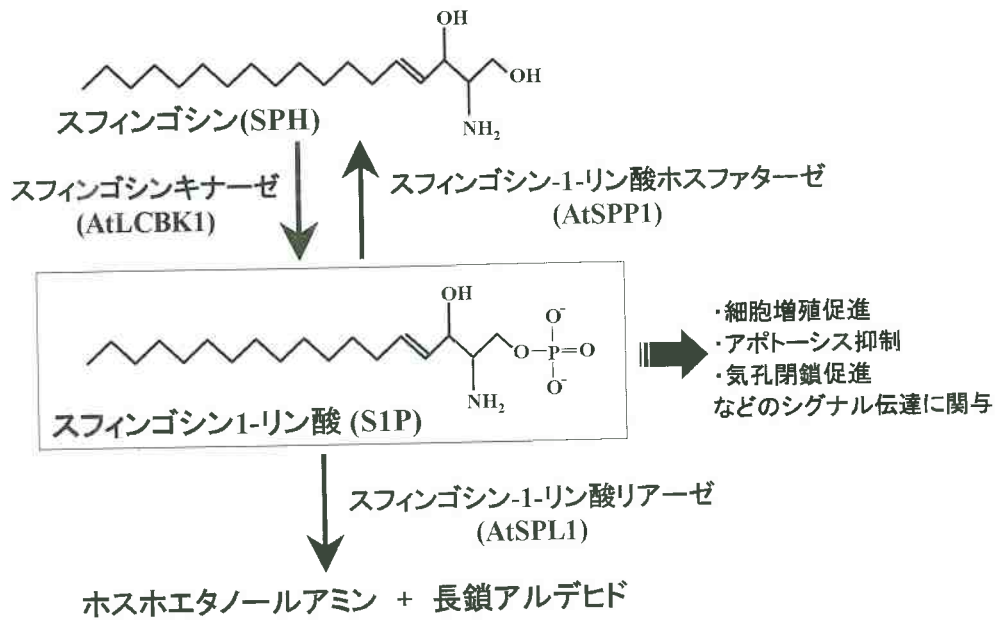 OH
OH
NH2
スフィンゴシン(SPH)
スフィンゴシンキナーゼ
(AtLCBK1)
スフィンゴシン-1-リン酸ホスファターゼ
(AtSPP1)
OH
O-
O-P=O
O-
NH2
スフィンゴシン1-リン酸 (S1P)
・細胞増殖促進
・アポトーシス抑制
・気孔閉鎖促進
などのシグナル伝達に関与
スフィンゴシン-1-リン酸リアーゼ
(AtSPL1)
ホスホエタノールアミン + 長鎖アルデヒド